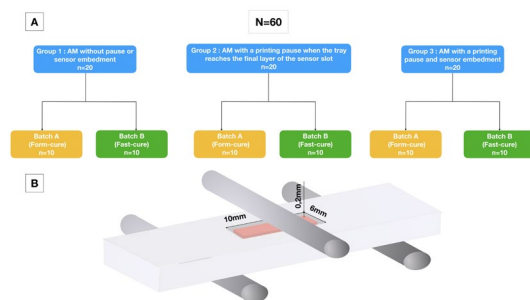 A
N=60
Group 1 : AM without pause or
sensor embedment
n=20
Group 2 : AM with a printing pause when the tray
reaches the final layer of the sensor slot
n=20
Group 3 : AM with a printing
pause and sensor embedment
n=20
Batch A
(Form-cure)
n=10
Batch B
(Fast-cure)
n=10
Batch A
(Form-cure)
n=10
Batch B
(Fast-cure)
n=10
Batch A
(Form-cure)
n=10
Batch B
(Fast-cure)
n=10
B
10mm
0,2mm
6mm